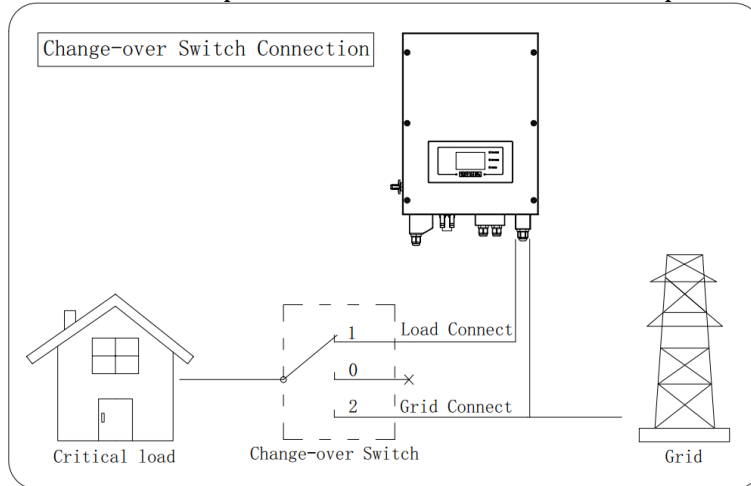 Change-over Switch Connection
1
Load Connect
0
2
Grid Connect
Critical load
Change-over Switch
Grid